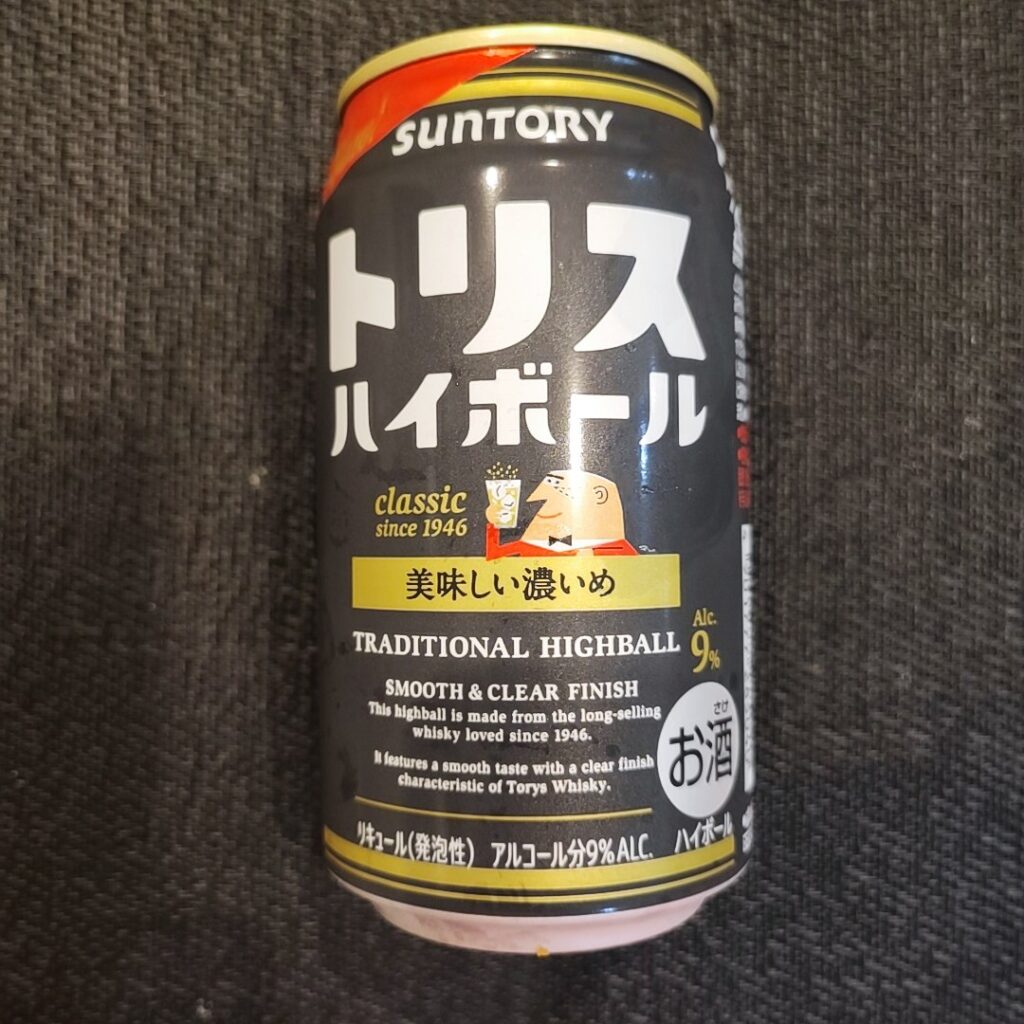 SUNTORY
トリス
ハイボール
classic
since 1946
美味しい濃いめ
TRADITIONAL HIGHBALL
Alc.
9%
SMOOTH & CLEAR FINISH
This highball is made from the long-selling
whisky loved since 1946.
It features a smooth taste with a clear finish
characteristic of Torys Whisky.
さけ
お酒
ハイボール
リキュール(発泡性) アルコール分9%ALC.